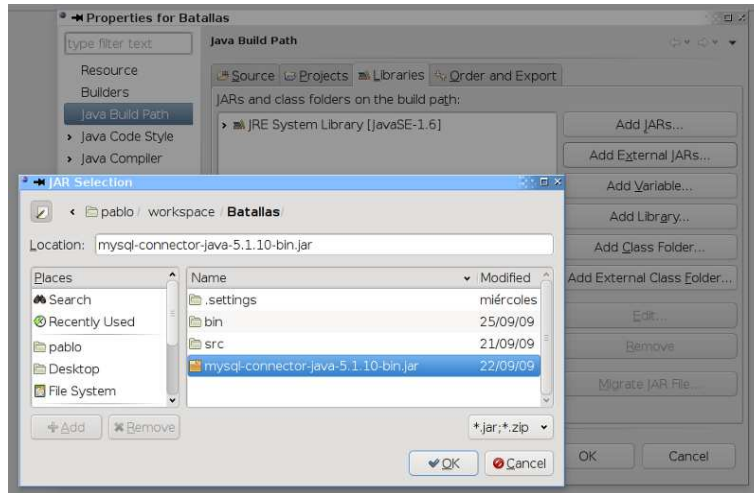 Properties for Batallas
type filter text
Java Build Path
Resource
Builders
Java Build Path
Java Code Style
Java Compiler
Source Projects Libraries Order and Export
JARs and class folders on the build path:
JRE System Library [JavaSE-1.6]
Add JARs...
Add External JARs...
Add Variable...
Add Library...
Add Class Folder...
Add External Class Folder...
Edit...
Remove
Migrate JAR File...
OK Cancel
JAR Selection
pablo workspace Batallas
Location: mysql-connector-java-5.1.10-bin.jar
Places
Search
Recently Used
pablo
Desktop
File System
Add Remove
Name Modified
.settings miércoles
bin 25/09/09
src 21/09/09
mysql-connector-java-5.1.10-bin.jar 22/09/09
*.jar;*.zip
OK Cancel